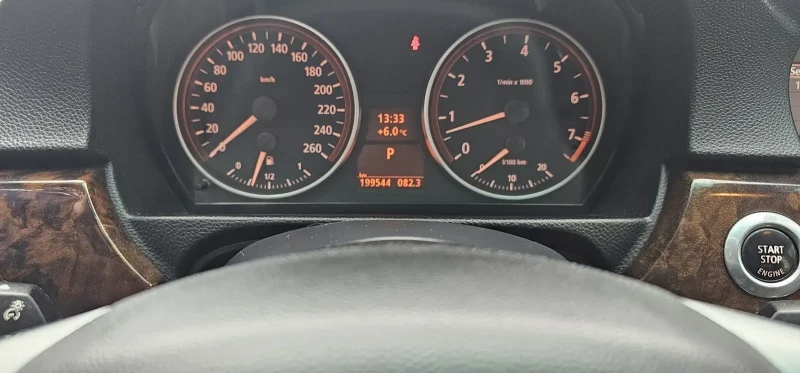 0 20 40 60 80 100 120 140 160 180 200 220 240 260
km/h
0 1/2 1
13:33
+6.0°C
P
km 199544 082.3
0 1 2 3 4 5 6 7
1/min x 1000
0 10 20
l/100 km
START
STOP
ENGINE